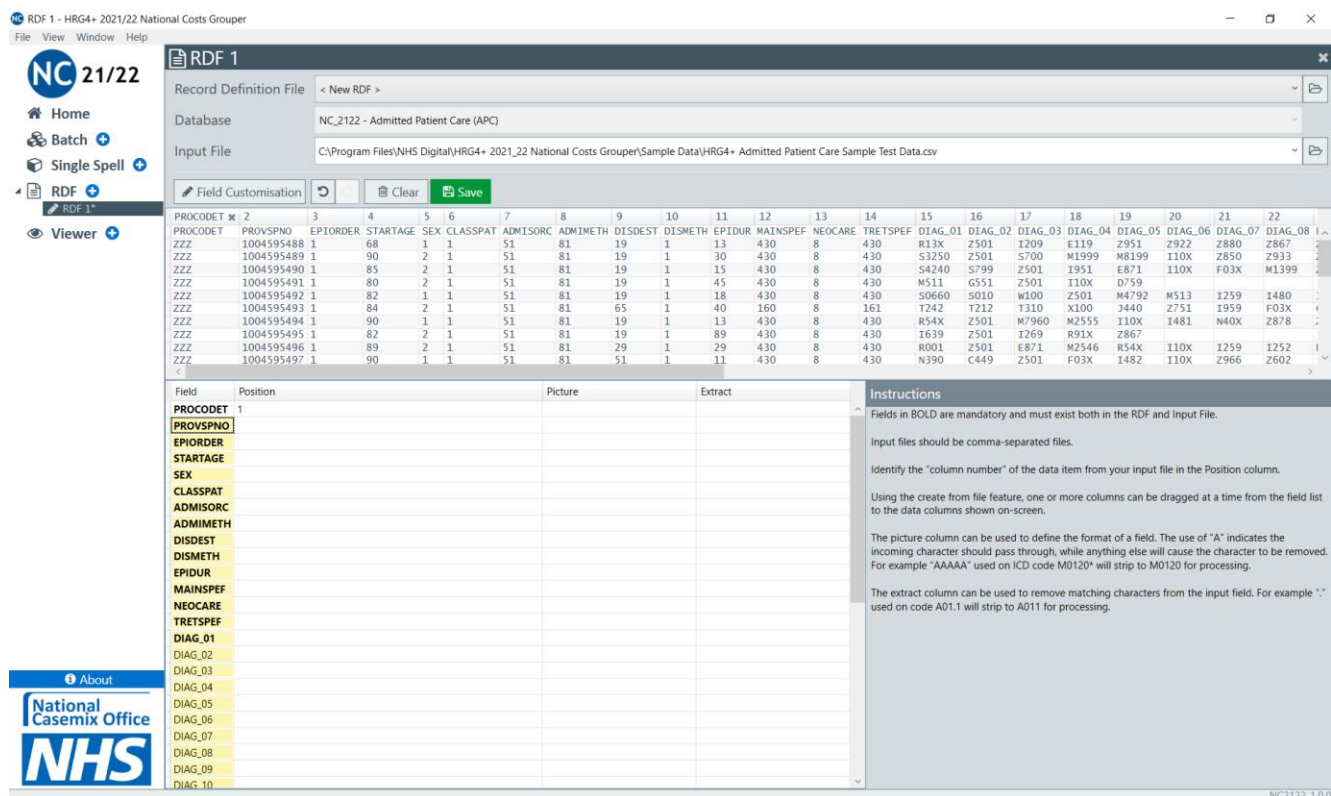 NC RDF 1 - HRG4+ 2021/22 National Costs Grouper
File View Window Help
NC 21/22
Home
Batch
Single Spell
RDF
RDF 1*
Viewer
RDF 1
Record Definition File < New RDF >
Database NC_2122 - Admitted Patient Care (APC)
Input File C:\Program Files\NHS Digital\HRG4+ 2021_22 National Costs Grouper\Sample Data\HRG4+ Admitted Patient Care Sample Test Data.csv
Field Customisation Clear Save
PROCODET 2 3 4 5 6 7 8 9 10 11 12 13 14 15 16 17 18 19 20 21 22
PROCODET PROVSPNO EPIORDER STARTAGE SEX CLASSPAT ADMISORC ADMIMETH DISDEST DISMETH EPIDUR MAINSPEF NEOCARE TRETSPEF DIAG_01 DIAG_02 DIAG_03 DIAG_04 DIAG_05 DIAG_06 DIAG_07 DIAG_08
ZZZ 1004595488 1 68 1 1 51 81 19 1 13 430 8 430 R13X Z501 I209 E119 Z951 Z922 Z880 Z867
ZZZ 1004595489 1 90 2 1 51 81 19 1 30 430 8 430 S3250 Z501 S700 M1999 M8199 I10X Z850 Z933
ZZZ 1004595490 1 85 2 1 51 81 19 1 15 430 8 430 S4240 S799 Z501 I951 E871 I10X F03X M1399
ZZZ 1004595491 1 80 2 1 51 81 19 1 45 430 8 430 M511 G551 Z501 I10X D759
ZZZ 1004595492 1 82 1 1 51 81 19 1 18 430 8 430 S0660 S010 W100 Z501 M4792 M513 I259 I480
ZZZ 1004595493 1 84 2 1 51 81 65 1 40 160 8 161 T242 T212 T310 X100 J440 Z751 I959 F03X
ZZZ 1004595494 1 90 1 1 51 81 19 1 13 430 8 430 R54X Z501 M7960 M2555 I10X I481 N40X Z878
ZZZ 1004595495 1 82 2 1 51 81 19 1 89 430 8 430 I639 Z501 I269 R91X Z867
ZZZ 1004595496 1 89 2 1 51 81 29 1 29 430 8 430 R001 Z501 E871 M2546 R54X I10X I259 I252
ZZZ 1004595497 1 90 1 1 51 81 51 1 11 430 8 430 N390 C449 Z501 F03X I482 I10X Z966 Z602
Field Position Picture Extract
PROCODET 1
PROVSPNO
EPIORDER
STARTAGE
SEX
CLASSPAT
ADMISORC
ADMIMETH
DISDEST
DISMETH
EPIDUR
MAINSPEF
NEOCARE
TRETSPEF
DIAG_01
DIAG_02
DIAG_03
DIAG_04
DIAG_05
DIAG_06
DIAG_07
DIAG_08
DIAG_09
DIAG_10
Instructions
Fields in BOLD are mandatory and must exist both in the RDF and Input File.
Input files should be comma-separated files.
Identify the "column number" of the data item from your input file in the Position column.
Using the create from file feature, one or more columns can be dragged at a time from the field list
to the data columns shown on-screen.
The picture column can be used to define the format of a field. The use of "A" indicates the
incoming character should pass through, while anything else will cause the character to be removed.
For example "AAAAA" used on ICD code M0120* will strip to M0120 for processing.
The extract column can be used to remove matching characters from the input field. For example "."
used on code A01.1 will strip to A011 for processing.
About
National
Casemix Office
NHS
NC2122_1.0.0